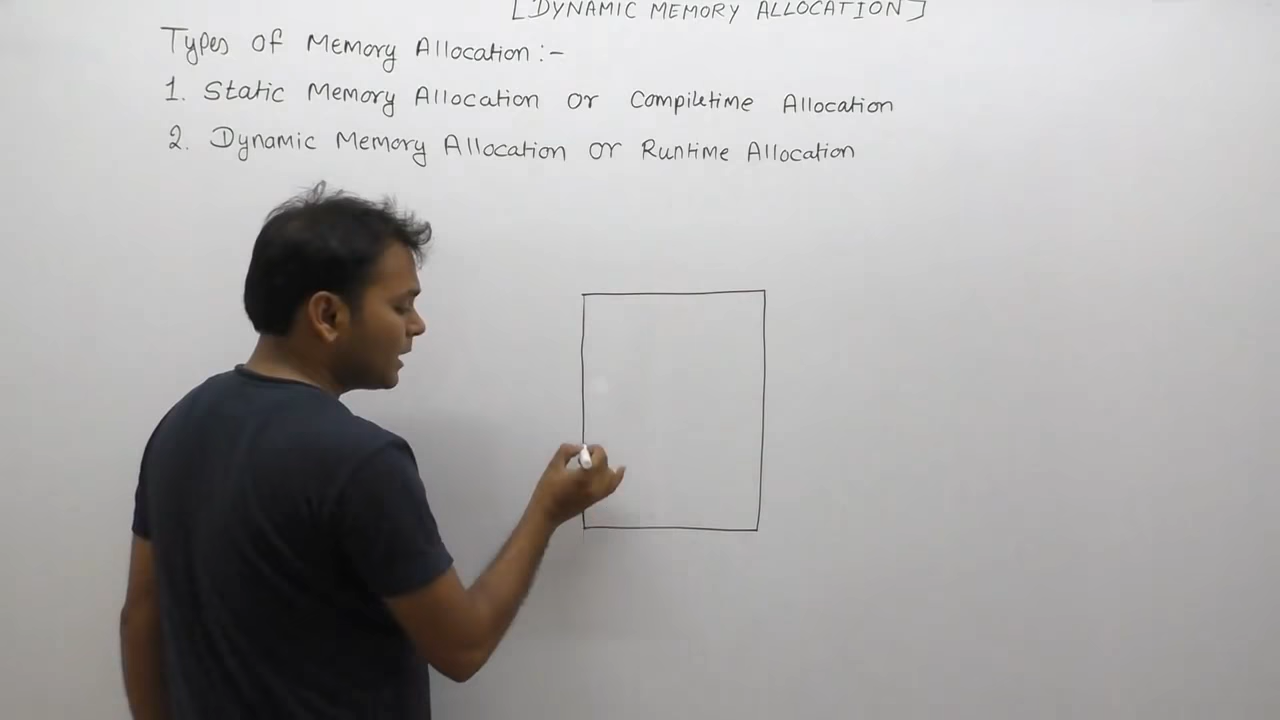 [DYNAMIC MEMORY ALLOCATION]
Types of Memory Allocation :-
1. Static Memory Allocation or Compiletime Allocation
2. Dynamic Memory Allocation or Runtime Allocation